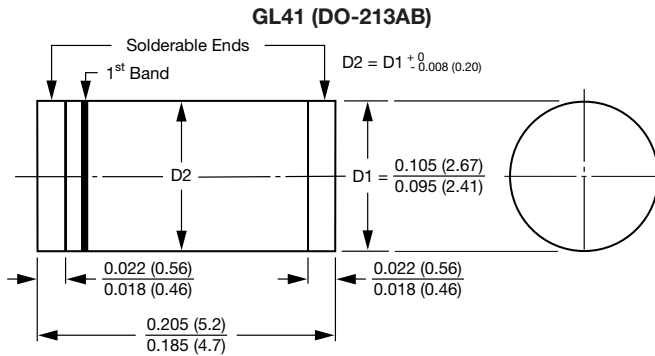 GL41 (DO-213AB)
Solderable Ends
D2 = D1 + 0 - 0.008 (0.20)
1st Band
D2
D1 = 0.105 (2.67)
0.095 (2.41)
0.022 (0.56)
0.018 (0.46)
0.022 (0.56)
0.018 (0.46)
0.205 (5.2)
0.185 (4.7)